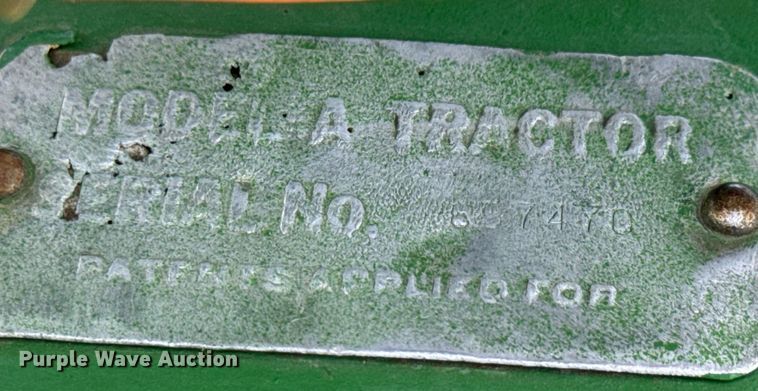 MODEL A TRACTOR
SERIAL No.
PATENTS APPLIED FOR
Purple Wave Auction